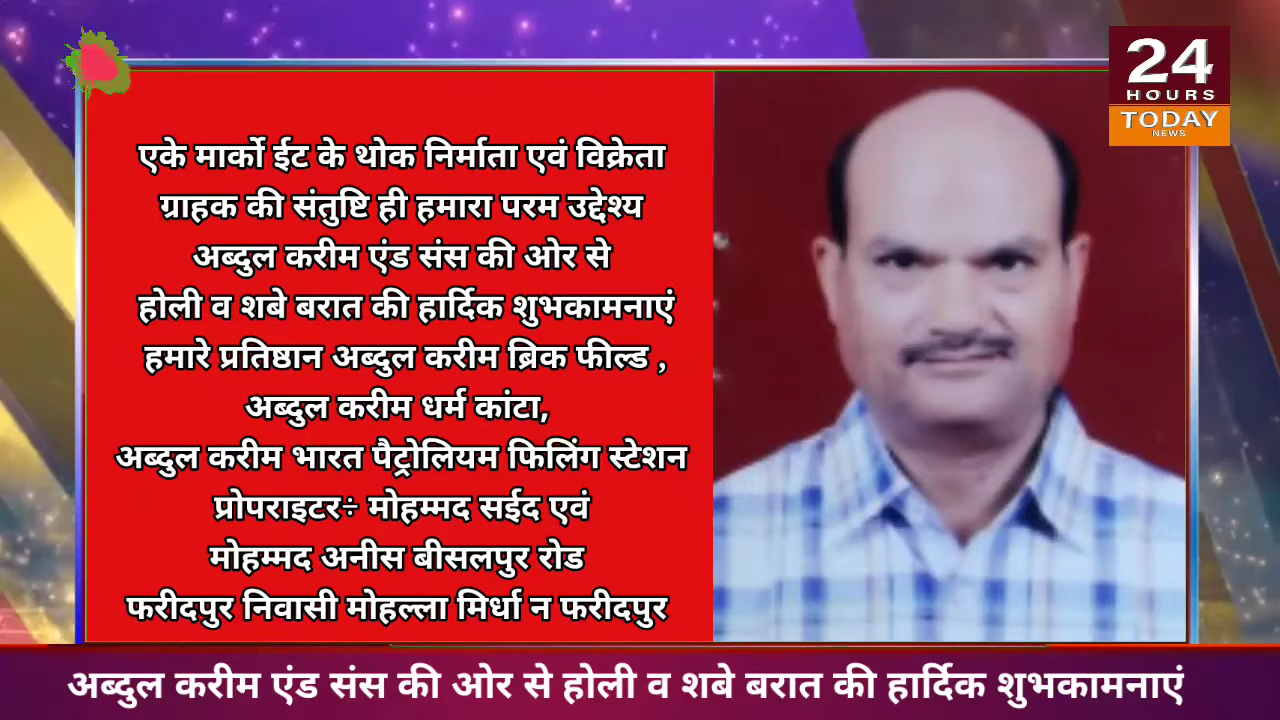 24
HOURS
TODAY
NEWS
एके मार्को ईट के थोक निर्माता एवं विक्रेता
ग्राहक की संतुष्टि ही हमारा परम उद्देश्य
अब्दुल करीम एंड संस की ओर से
होली व शबे बरात की हार्दिक शुभकामनाएं
हमारे प्रतिष्ठान अब्दुल करीम ब्रिक फील्ड ,
अब्दुल करीम धर्म कांटा,
अब्दुल करीम भारत पैट्रोलियम फिलिंग स्टेशन
प्रोपराइटर÷ मोहम्मद सईद एवं
मोहम्मद अनीस बीसलपुर रोड
फरीदपुर निवासी मोहल्ला मिर्धा न फरीदपुर
अब्दुल करीम एंड संस की ओर से होली व शबे बरात की हार्दिक शुभकामनाएं